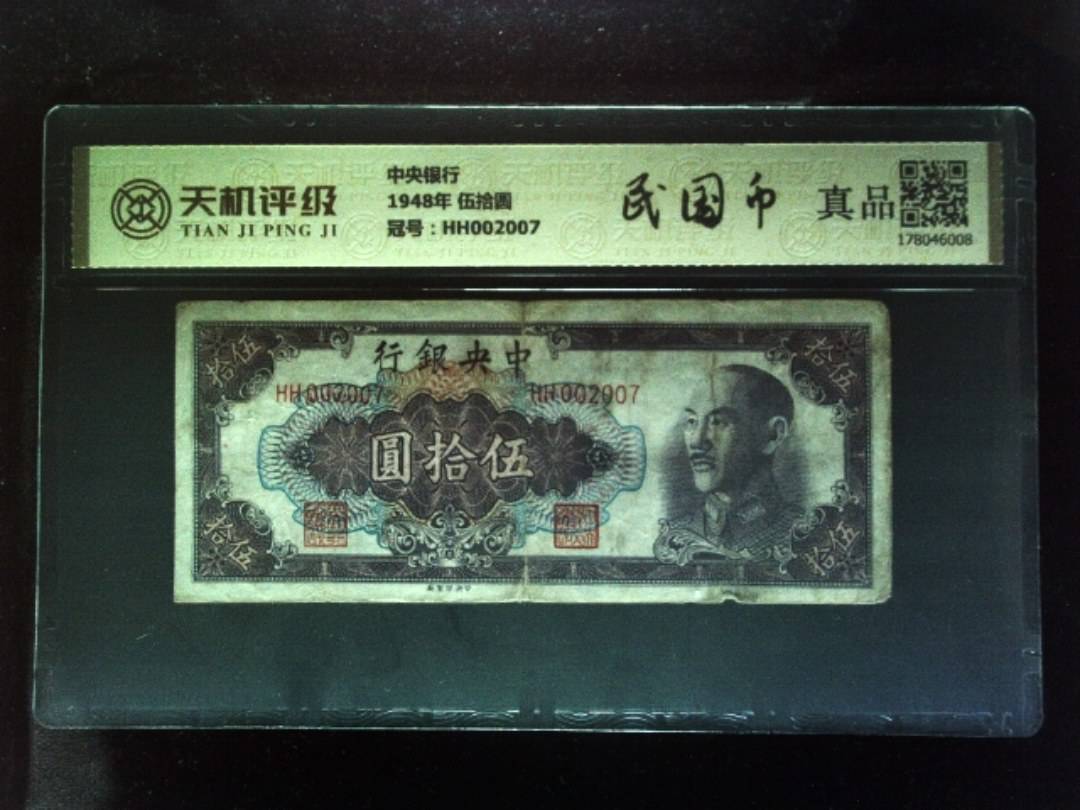 天机评级
TIAN JI PING JI
中央银行
1948年 伍拾圆
冠号：HH002007
民国币
真品
178046008
伍拾
行銀央中
拾伍
HH002007
HH002007
圓拾伍
伍拾
拾伍